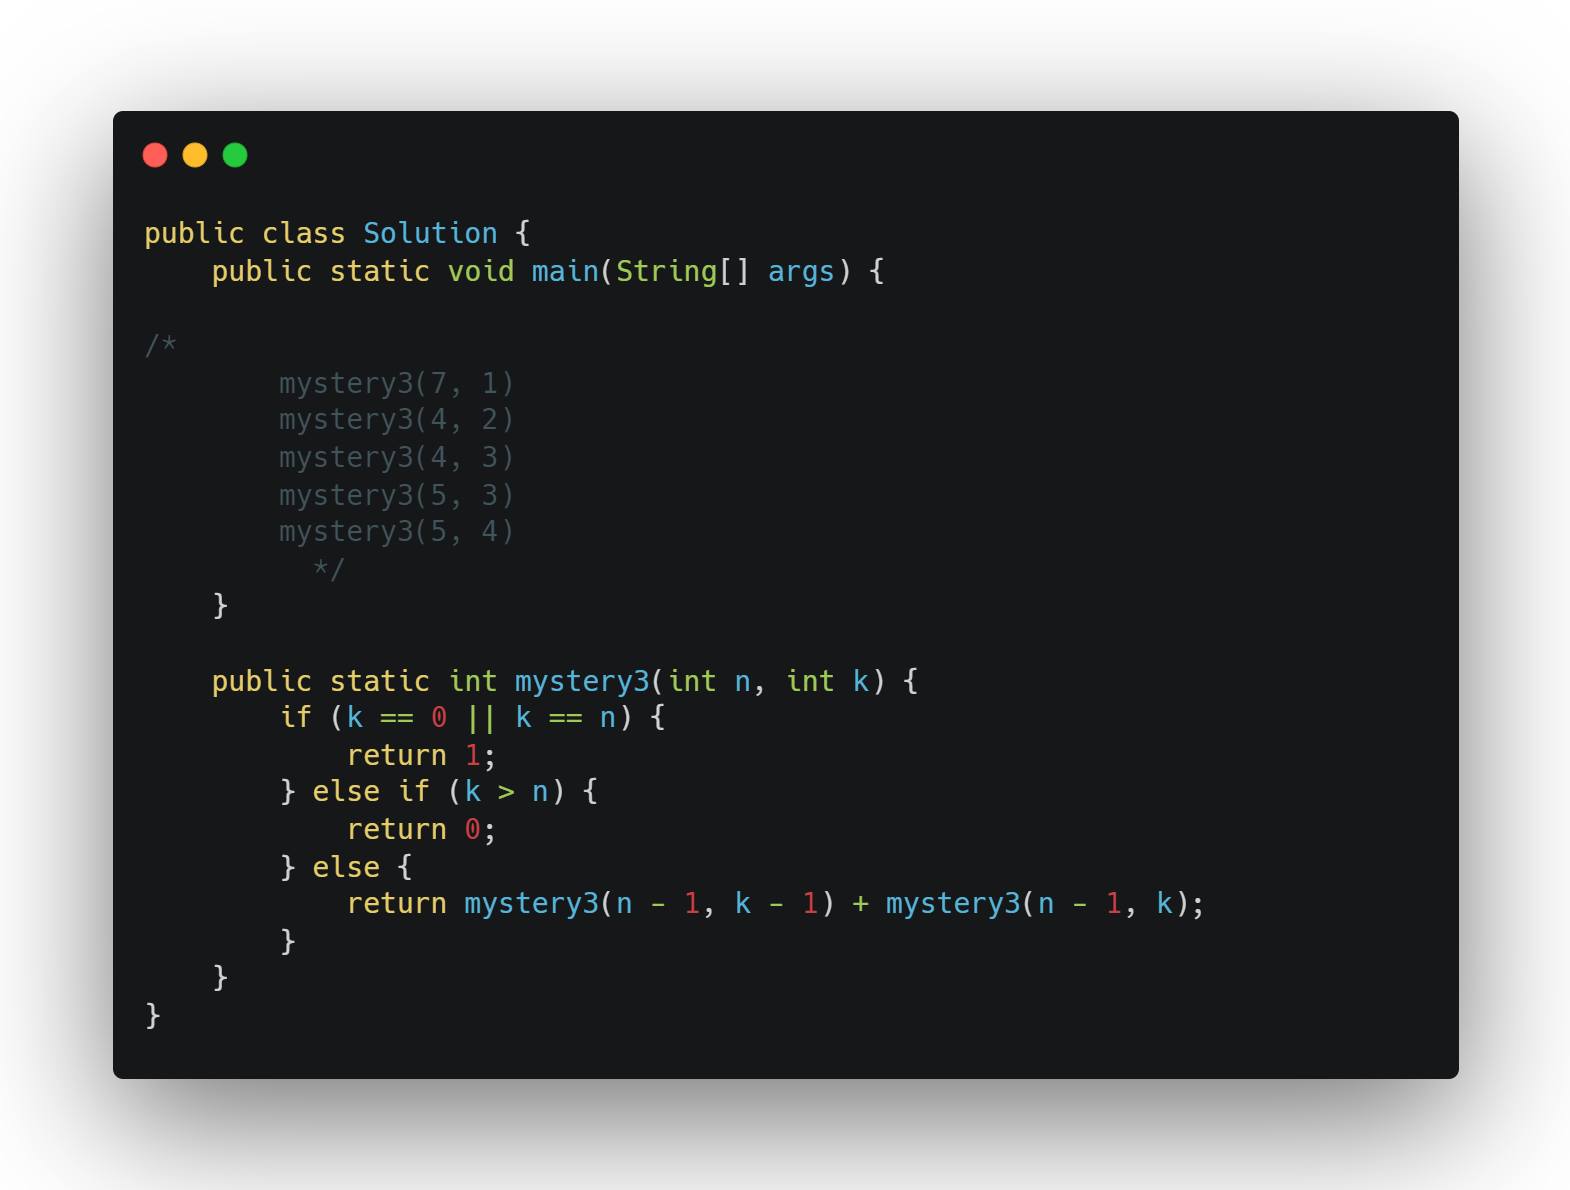 public class Solution {
    public static void main(String[] args) {

/*
        mystery3(7, 1)
        mystery3(4, 2)
        mystery3(4, 3)
        mystery3(5, 3)
        mystery3(5, 4)
          */
    }

    public static int mystery3(int n, int k) {
        if (k == 0 || k == n) {
            return 1;
        } else if (k > n) {
            return 0;
        } else {
            return mystery3(n - 1, k - 1) + mystery3(n - 1, k);
        }
    }
}